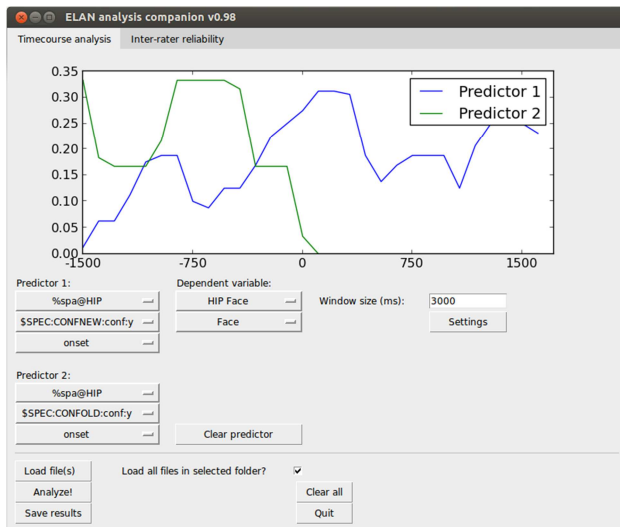 ELAN analysis companion v0.98
Timecourse analysis Inter-rater reliability
0.35
0.30
0.25
0.20
0.15
0.10
0.05
0.00
Predictor 1
Predictor 2
-1500 -750 0 750 1500
Predictor 1: Dependent variable:
%spa@HIP HIP Face Window size (ms): 3000
$SPEC:CONFNEW:conf:y Face Settings
onset
Predictor 2:
%spa@HIP
$SPEC:CONFOLD:conf:y
onset Clear predictor
Load file(s) Load all files in selected folder?
Analyze! Clear all
Save results Quit